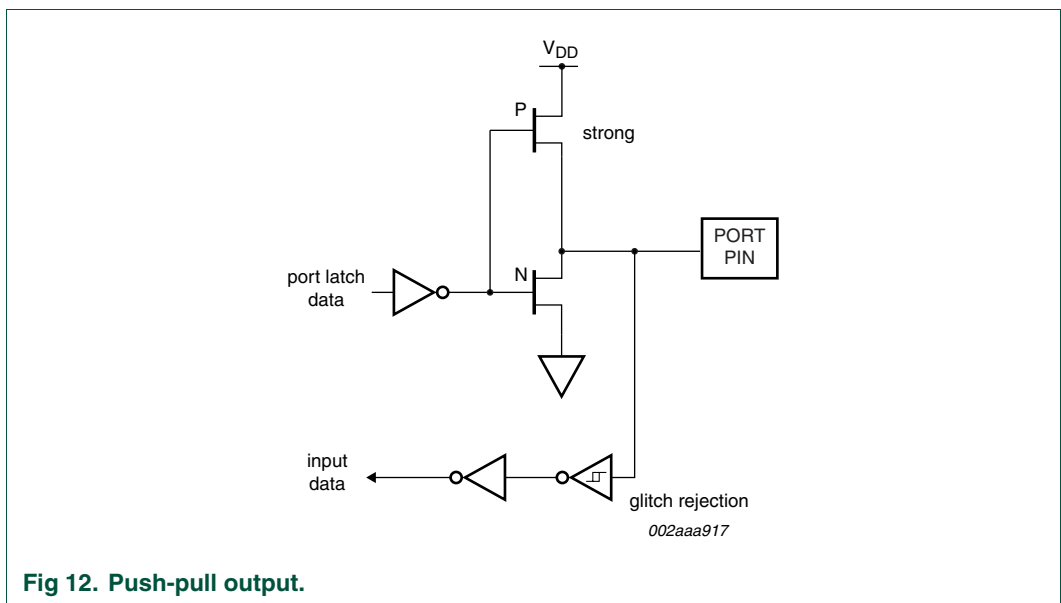 VDD
P
strong
PORT
PIN
N
port latch
data
input
data
glitch rejection
002aaa917
Fig 12. Push-pull output.